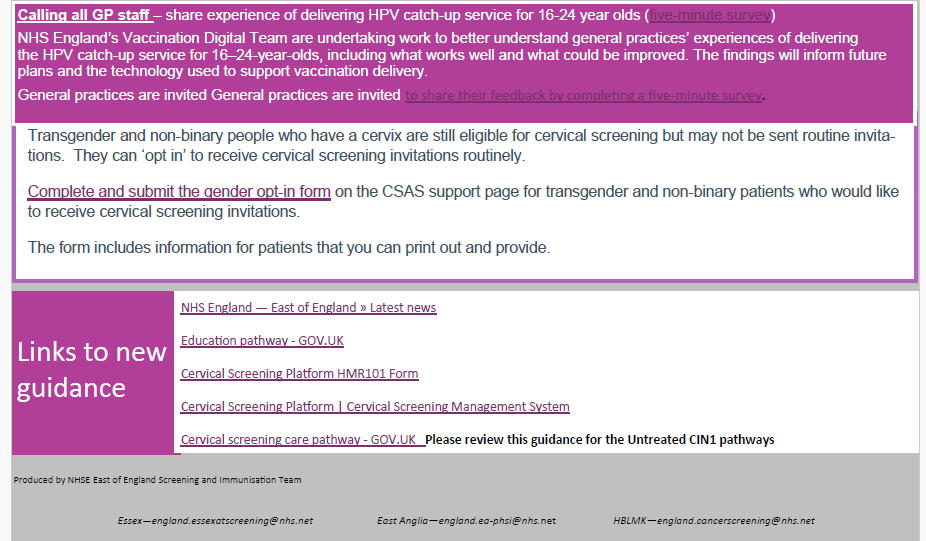 Calling all GP staff – share experience of delivering HPV catch-up service for 16-24 year olds (five-minute survey)
NHS England's Vaccination Digital Team are undertaking work to better understand general practices' experiences of delivering
the HPV catch-up service for 16–24-year-olds, including what works well and what could be improved. The findings will inform future
plans and the technology used to support vaccination delivery.
General practices are invited General practices are invited to share their feedback by completing a five-minute survey.
Transgender and non-binary people who have a cervix are still eligible for cervical screening but may not be sent routine invita-
tions.  They can 'opt in' to receive cervical screening invitations routinely.
Complete and submit the gender opt-in form on the CSAS support page for transgender and non-binary patients who would like
to receive cervical screening invitations.
The form includes information for patients that you can print out and provide.
Links to new
guidance
NHS England — East of England » Latest news
Education pathway - GOV.UK
Cervical Screening Platform HMR101 Form
Cervical Screening Platform | Cervical Screening Management System
Cervical screening care pathway - GOV.UK   Please review this guidance for the Untreated CIN1 pathways
Produced by NHSE East of England Screening and Immunisation Team
Essex—england.essexatscreening@nhs.net East Anglia—england.ea-phsi@nhs.net HBLMK—england.cancerscreening@nhs.net